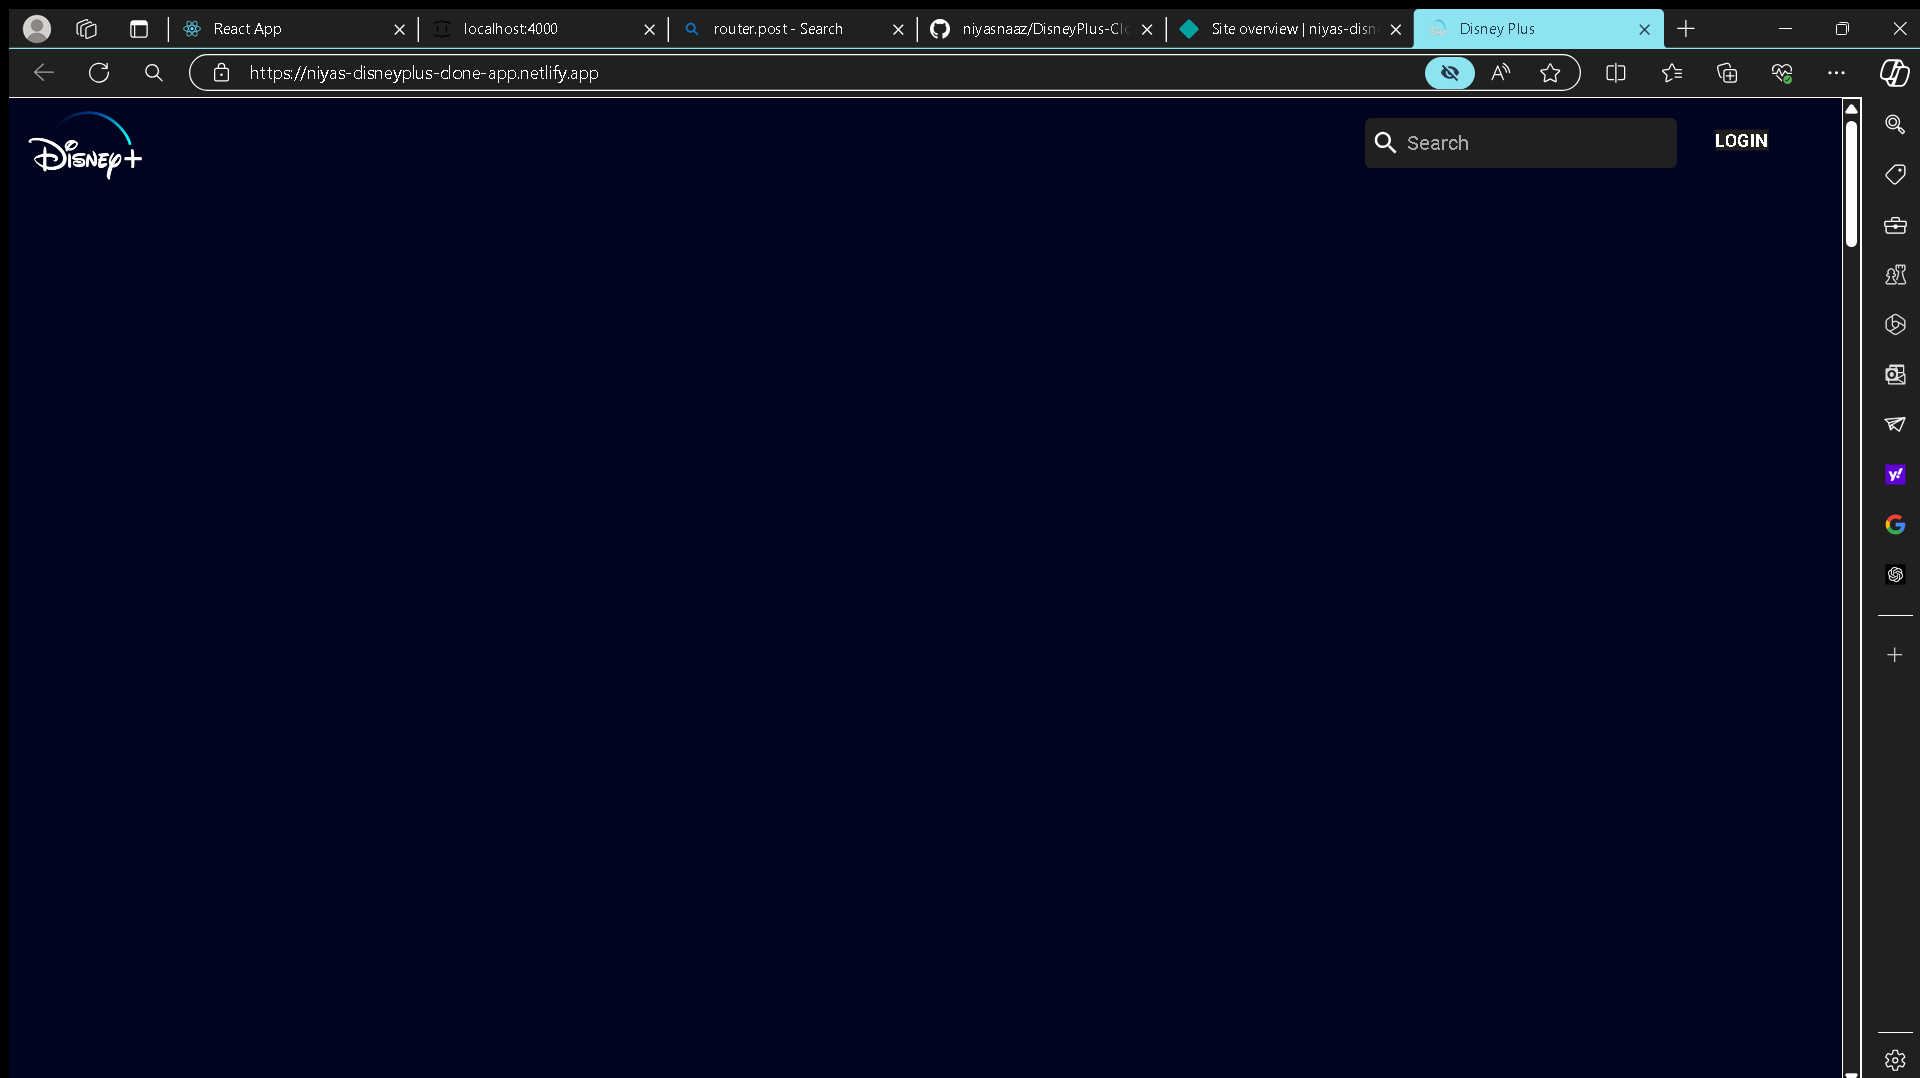 React App
localhost:4000
router.post - Search
niyasnaaz/DisneyPlus-Clo
Site overview | niyas-disn
Disney Plus
https://niyas-disneyplus-clone-app.netlify.app
Disney+
Search
LOGIN